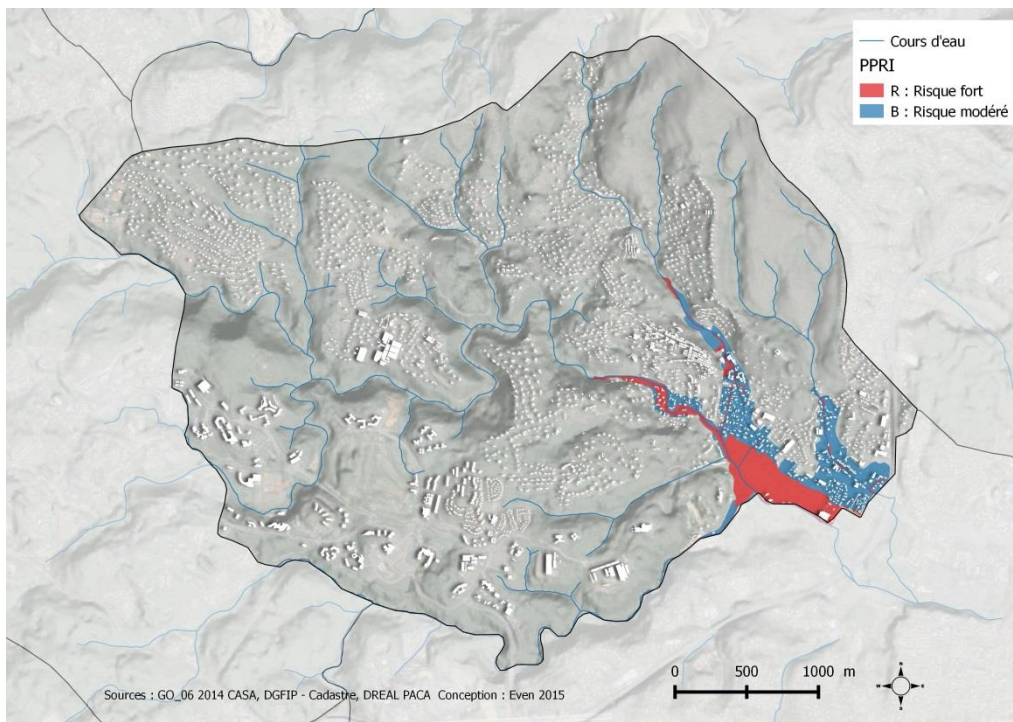 Cours d'eau
PPRI
R : Risque fort
B : Risque modéré
0 500 1000 m
N
W E
S
Sources : GO_06 2014 CASA, DGFIP - Cadastre, DREAL PACA Conception : Even 2015